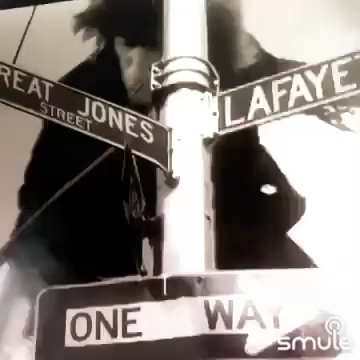 REAT JONES
STREET
LAFAYE
ONE WAY
smule